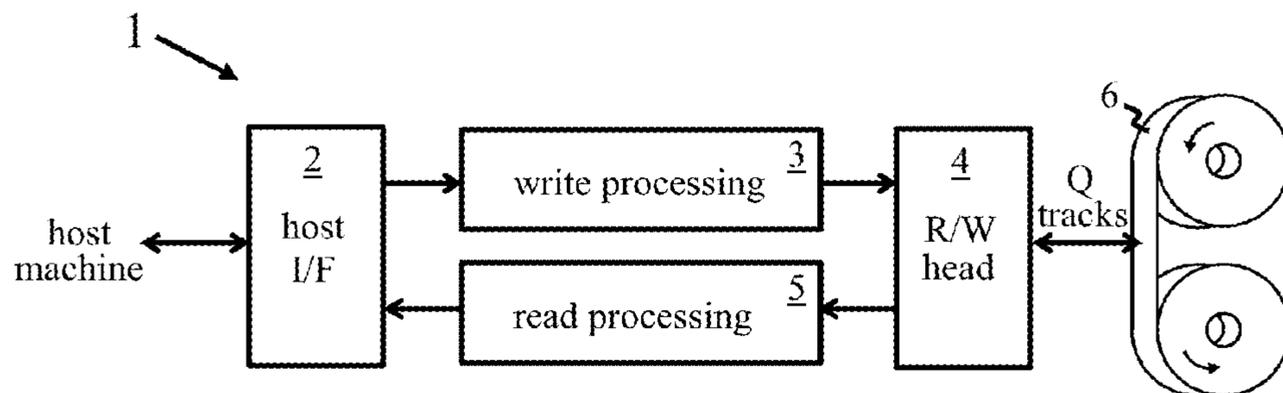 1
6
2
host
I/F
3
write processing
4
R/W
head
Q
tracks
host
machine
5
read processing